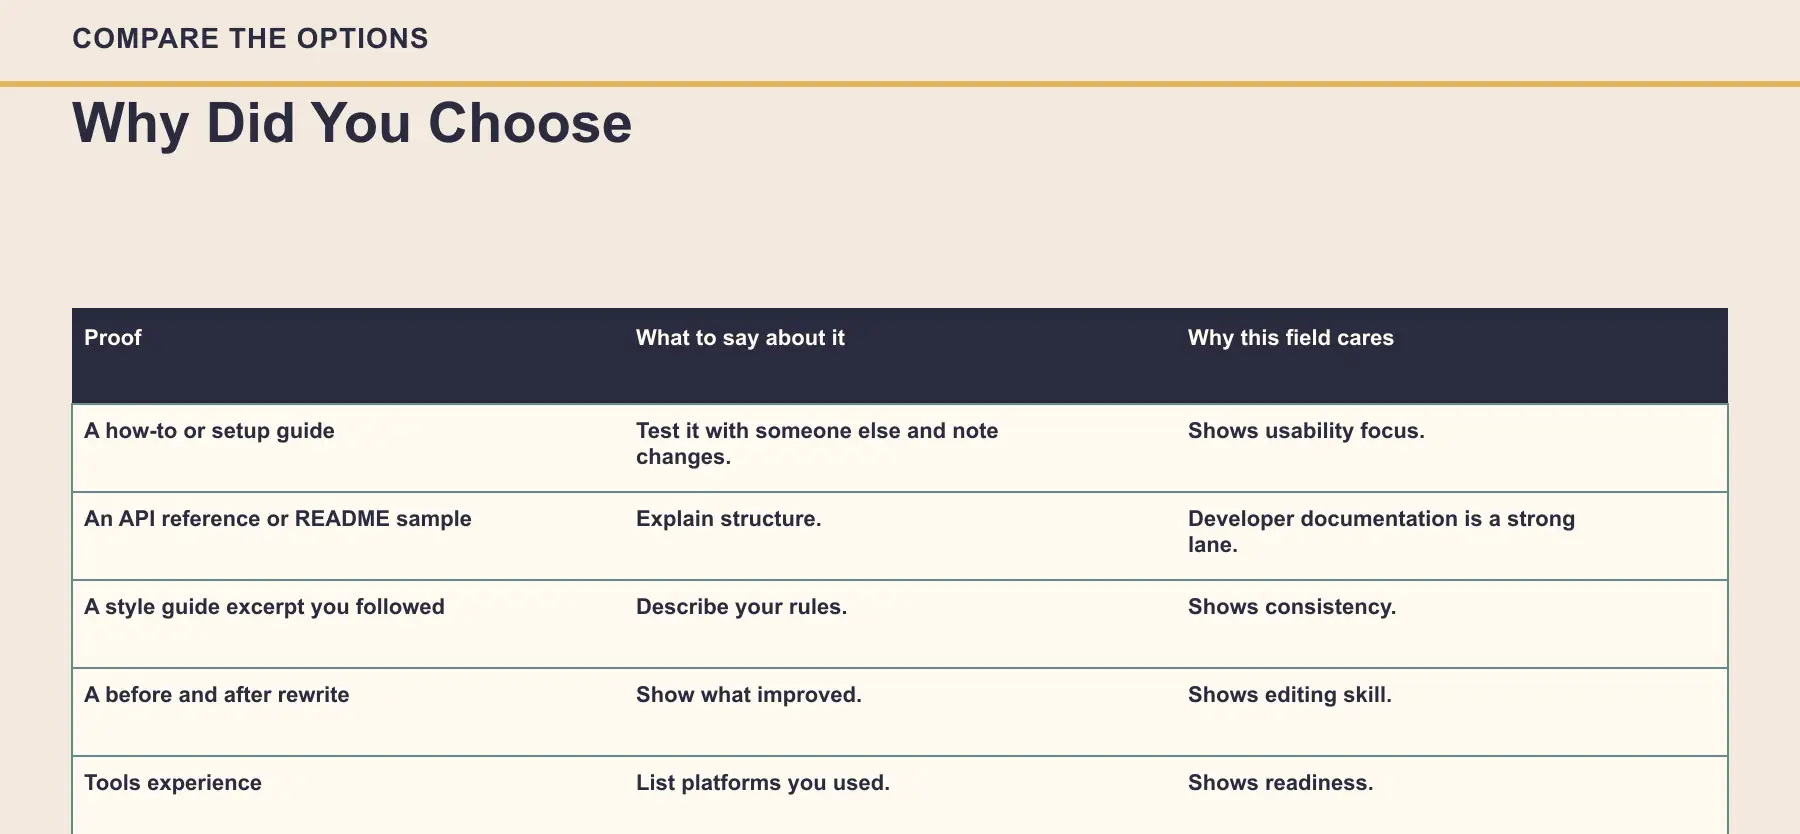 COMPARE THE OPTIONS
Why Did You Choose
Proof
What to say about it
Why this field cares
A how-to or setup guide
Test it with someone else and note
changes.
Shows usability focus.
An API reference or README sample
Explain structure.
Developer documentation is a strong
lane.
A style guide excerpt you followed
Describe your rules.
Shows consistency.
A before and after rewrite
Show what improved.
Shows editing skill.
Tools experience
List platforms you used.
Shows readiness.